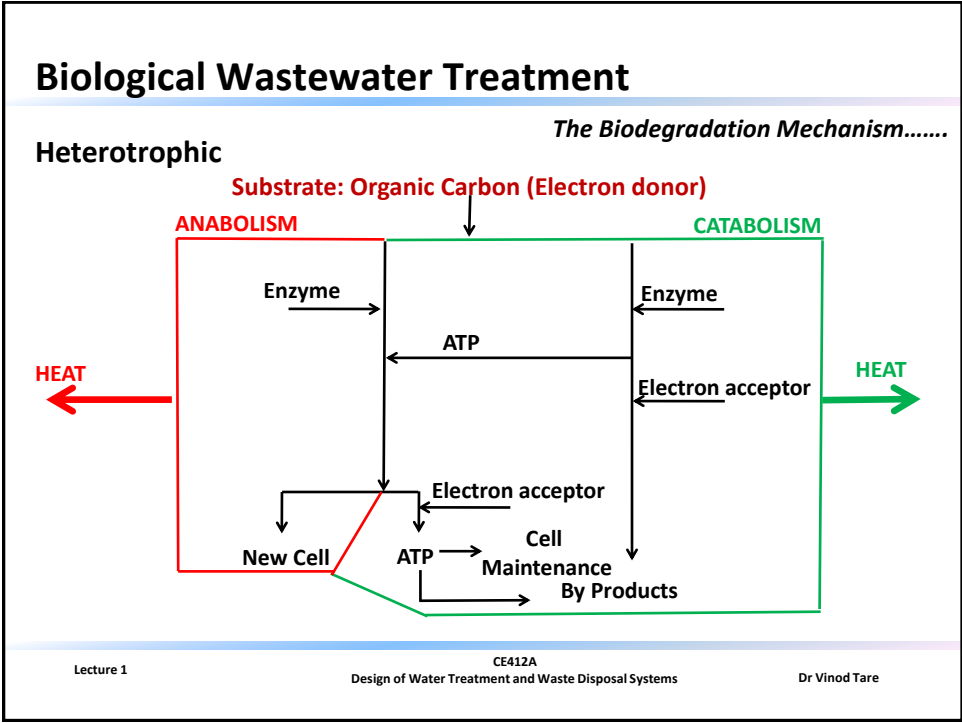 Biological Wastewater Treatment
The Biodegradation Mechanism.......
Heterotrophic
Substrate: Organic Carbon (Electron donor)
ANABOLISM
CATABOLISM
Enzyme
Enzyme
ATP
HEAT
HEAT
Electron acceptor
Electron acceptor
New Cell
ATP
Cell
Maintenance
By Products
Lecture 1
CE412A
Design of Water Treatment and Waste Disposal Systems
Dr Vinod Tare